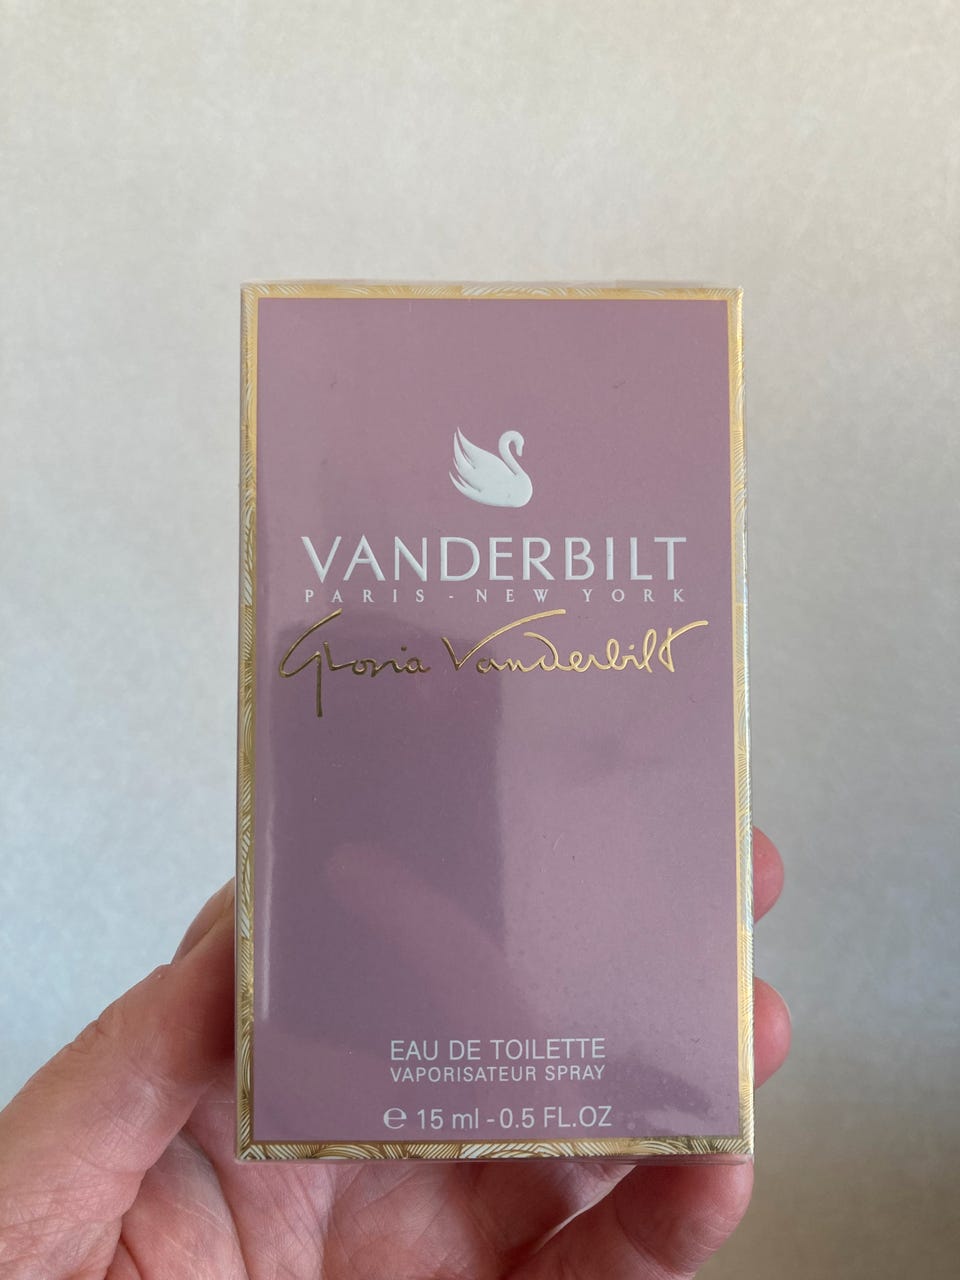 VANDERBILT
PARIS - NEW YORK
Gloria Vanderbilt
EAU DE TOILETTE
VAPORISATEUR SPRAY
℮ 15 ml - 0.5 FL.OZ